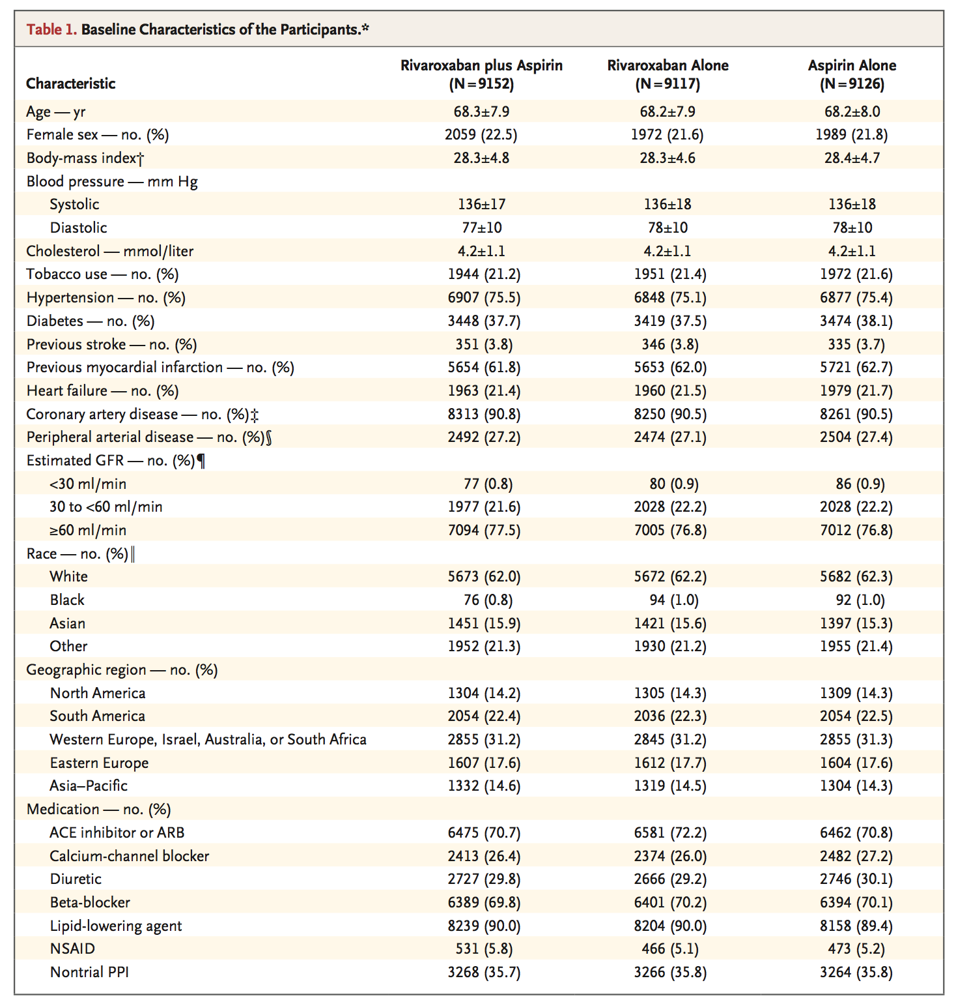 Table 1. Baseline Characteristics of the Participants.*
Characteristic Rivaroxaban plus Aspirin (N=9152) Rivaroxaban Alone (N=9117) Aspirin Alone (N=9126)
Age — yr 68.3±7.9 68.2±7.9 68.2±8.0
Female sex — no. (%) 2059 (22.5) 1972 (21.6) 1989 (21.8)
Body-mass index† 28.3±4.8 28.3±4.6 28.4±4.7
Blood pressure — mm Hg
Systolic 136±17 136±18 136±18
Diastolic 77±10 78±10 78±10
Cholesterol — mmol/liter 4.2±1.1 4.2±1.1 4.2±1.1
Tobacco use — no. (%) 1944 (21.2) 1951 (21.4) 1972 (21.6)
Hypertension — no. (%) 6907 (75.5) 6848 (75.1) 6877 (75.4)
Diabetes — no. (%) 3448 (37.7) 3419 (37.5) 3474 (38.1)
Previous stroke — no. (%) 351 (3.8) 346 (3.8) 335 (3.7)
Previous myocardial infarction — no. (%) 5654 (61.8) 5653 (62.0) 5721 (62.7)
Heart failure — no. (%) 1963 (21.4) 1960 (21.5) 1979 (21.7)
Coronary artery disease — no. (%)‡ 8313 (90.8) 8250 (90.5) 8261 (90.5)
Peripheral arterial disease — no. (%)§ 2492 (27.2) 2474 (27.1) 2504 (27.4)
Estimated GFR — no. (%)¶
<30 ml/min 77 (0.8) 80 (0.9) 86 (0.9)
30 to <60 ml/min 1977 (21.6) 2028 (22.2) 2028 (22.2)
≥60 ml/min 7094 (77.5) 7005 (76.8) 7012 (76.8)
Race — no. (%)‖
White 5673 (62.0) 5672 (62.2) 5682 (62.3)
Black 76 (0.8) 94 (1.0) 92 (1.0)
Asian 1451 (15.9) 1421 (15.6) 1397 (15.3)
Other 1952 (21.3) 1930 (21.2) 1955 (21.4)
Geographic region — no. (%)
North America 1304 (14.2) 1305 (14.3) 1309 (14.3)
South America 2054 (22.4) 2036 (22.3) 2054 (22.5)
Western Europe, Israel, Australia, or South Africa 2855 (31.2) 2845 (31.2) 2855 (31.3)
Eastern Europe 1607 (17.6) 1612 (17.7) 1604 (17.6)
Asia–Pacific 1332 (14.6) 1319 (14.5) 1304 (14.3)
Medication — no. (%)
ACE inhibitor or ARB 6475 (70.7) 6581 (72.2) 6462 (70.8)
Calcium-channel blocker 2413 (26.4) 2374 (26.0) 2482 (27.2)
Diuretic 2727 (29.8) 2666 (29.2) 2746 (30.1)
Beta-blocker 6389 (69.8) 6401 (70.2) 6394 (70.1)
Lipid-lowering agent 8239 (90.0) 8204 (90.0) 8158 (89.4)
NSAID 531 (5.8) 466 (5.1) 473 (5.2)
Nontrial PPI 3268 (35.7) 3266 (35.8) 3264 (35.8)